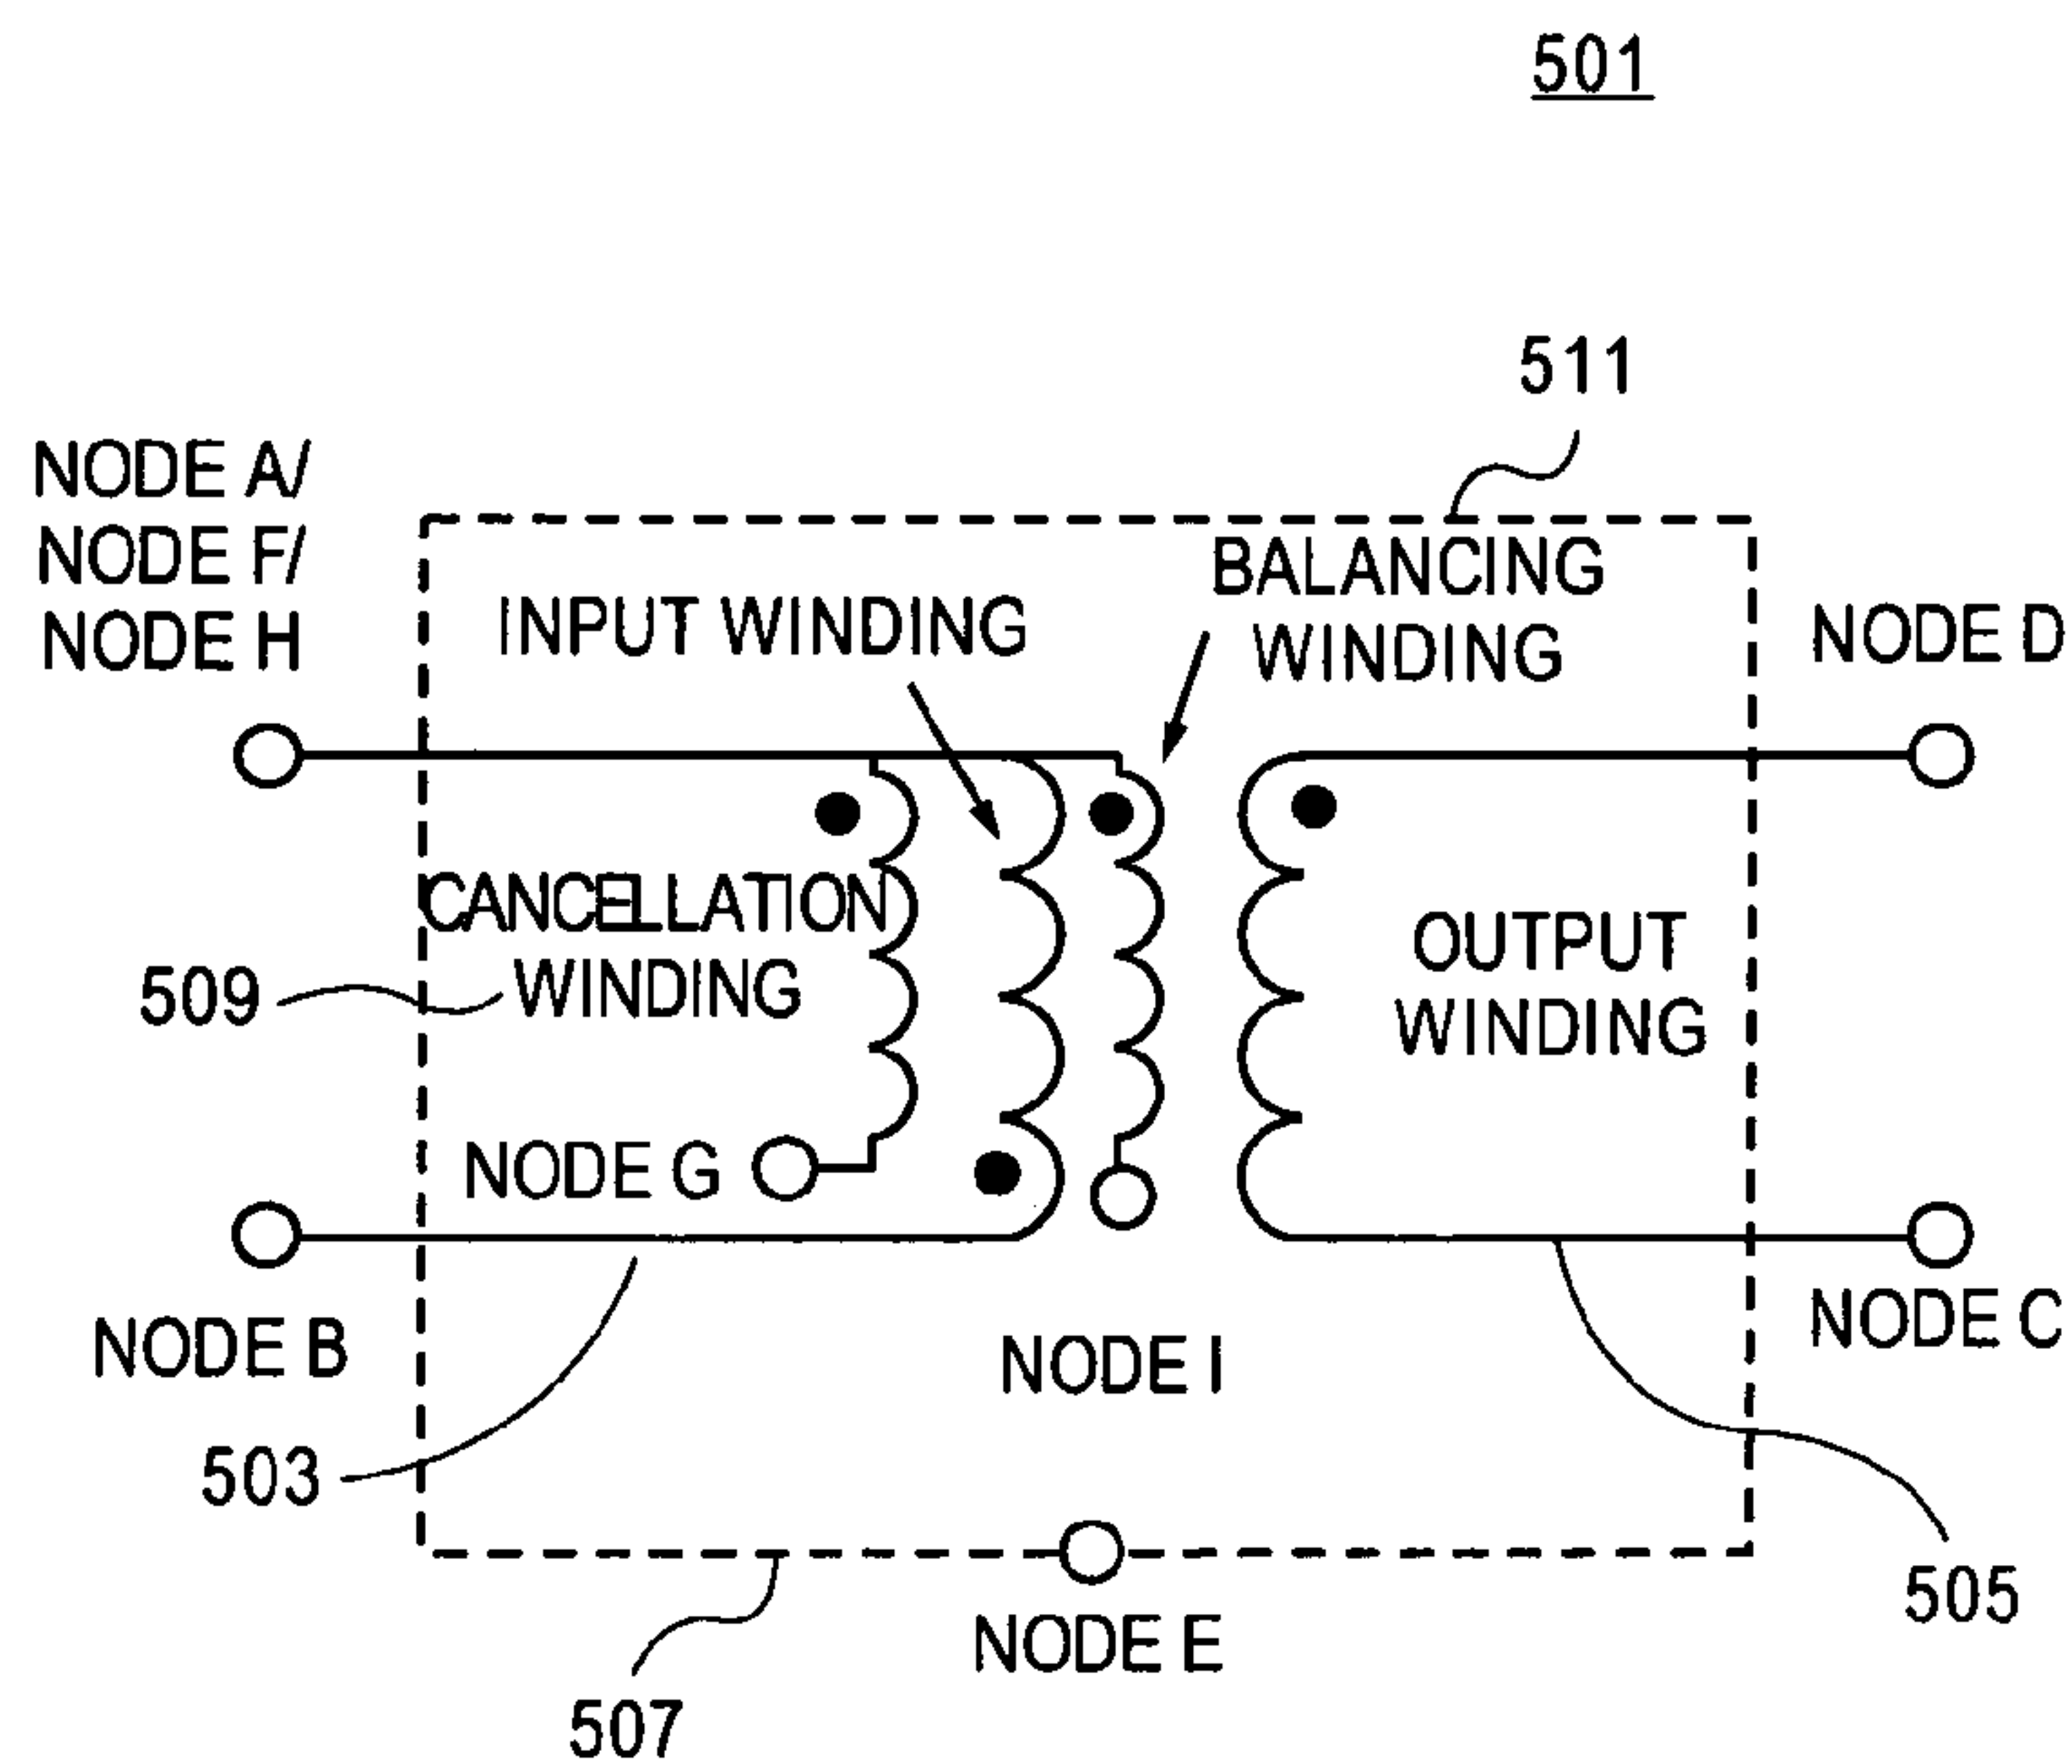 501
511
NODE A/
NODE F/
NODE H
INPUT WINDING
BALANCING
WINDING
NODE D
CANCELLATION
WINDING
509
OUTPUT
WINDING
NODE G
NODE B
NODE I
NODE C
503
505
NODE E
507